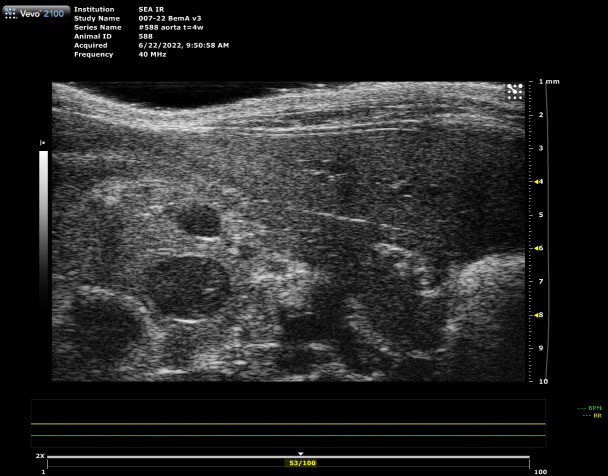 Vevo 2100
Institution SEA IR
Study Name 007-22 BemA v3
Series Name #588 aorta t=4w
Animal ID 588
Acquired 6/22/2022, 9:50:58 AM
Frequency 40 MHz
1 mm
2
3
4
5
6
7
8
9
10
--- BPM
--- RR
2X
53/100
1
100